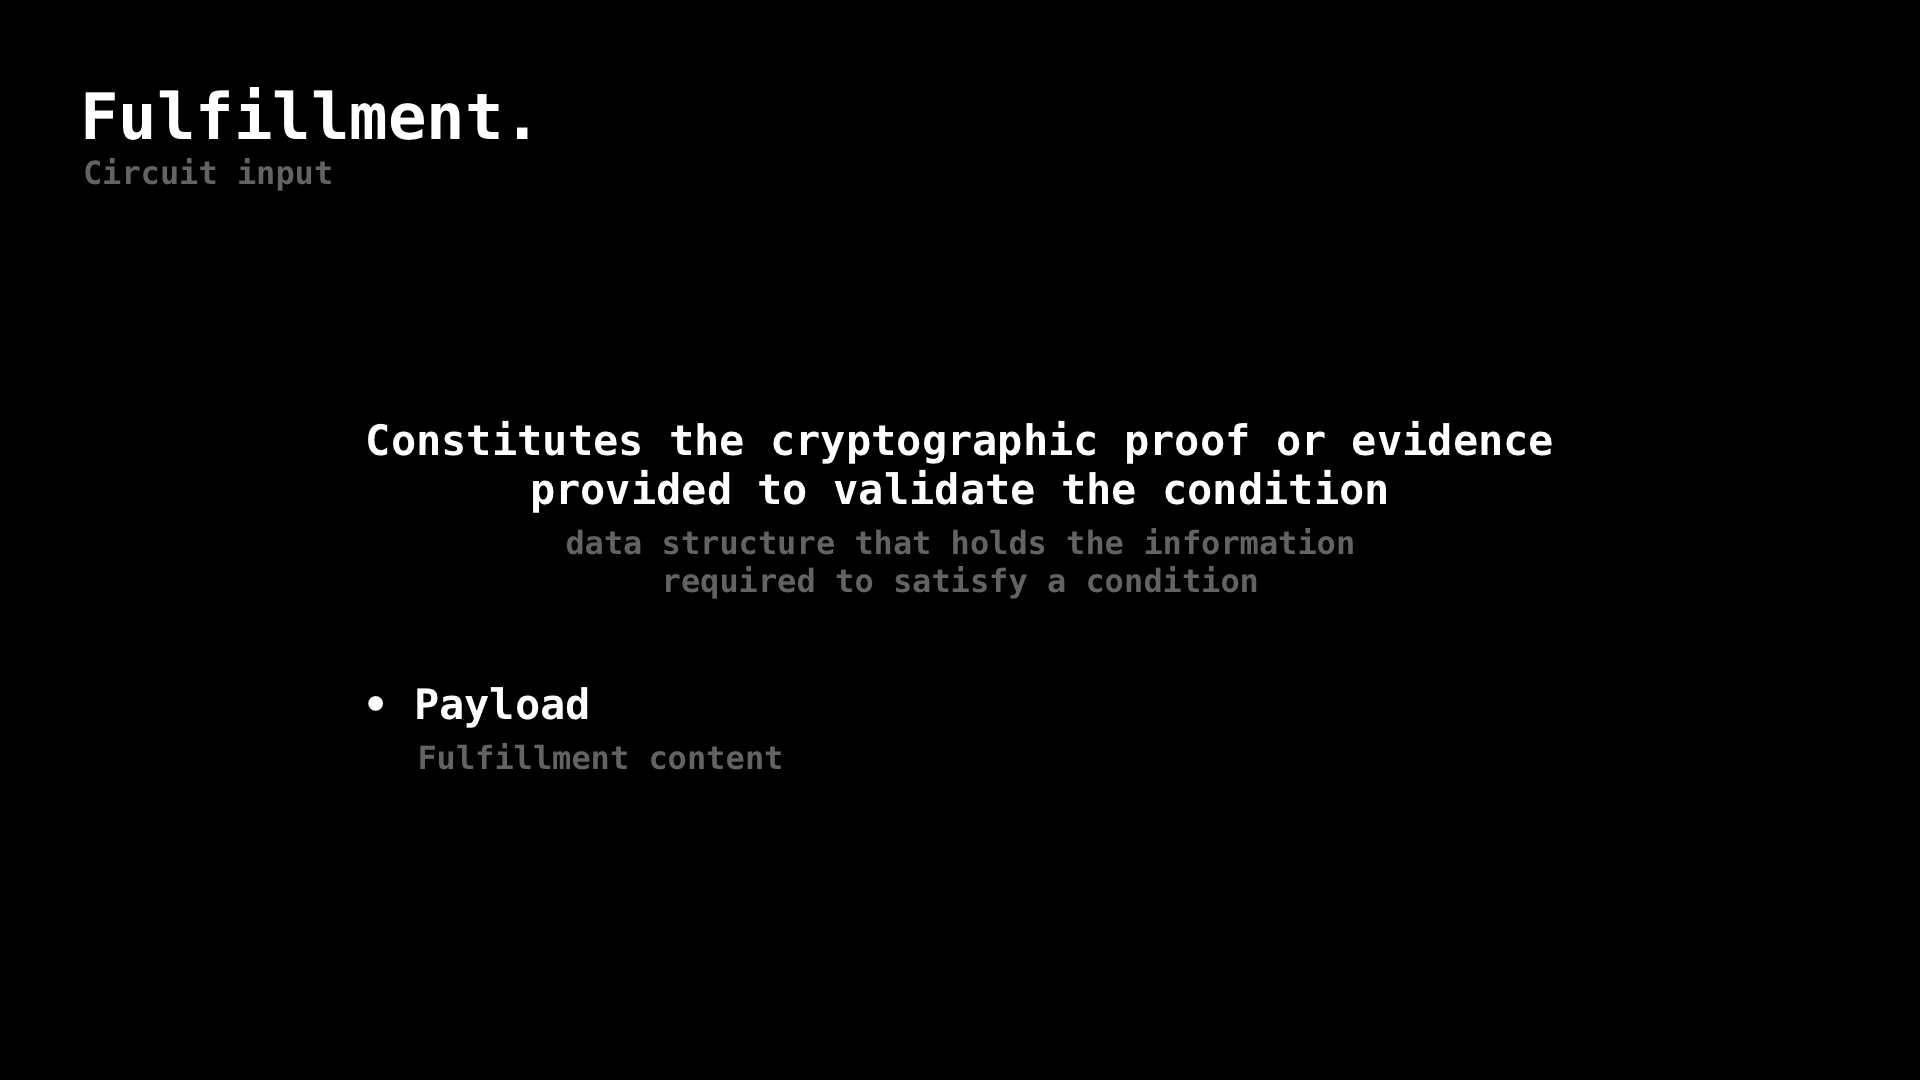 Fulfillment.
Circuit input
Constitutes the cryptographic proof or evidence
provided to validate the condition
data structure that holds the information
required to satisfy a condition
• Payload
Fulfillment content